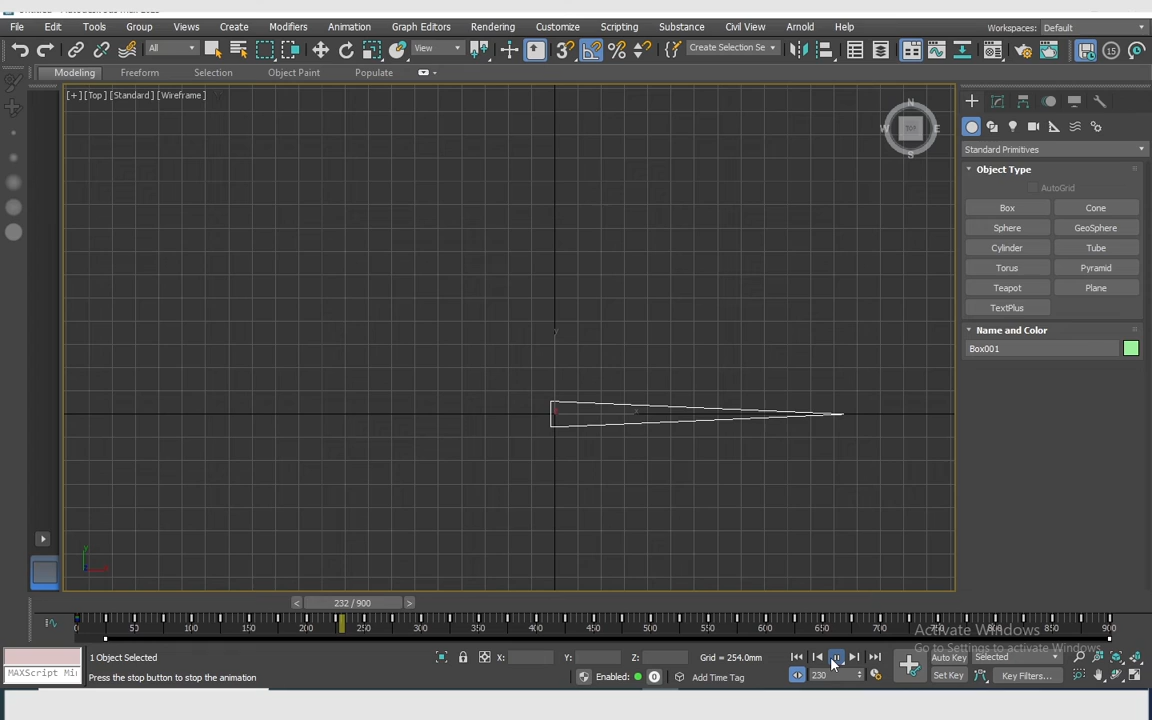 File Edit Tools Group Views Create Modifiers Animation Graph Editors Rendering Customize Scripting Substance Civil View Arnold Help Workspaces: Default
All View Create Selection Se 15
Modeling Freeform Selection Object Paint Populate
[+] [Top] [Standard] [Wireframe]
N
W TOP E
S
Standard Primitives
Object Type
AutoGrid
Box Cone
Sphere GeoSphere
Cylinder Tube
Torus Pyramid
Teapot Plane
TextPlus
Name and Color
Box001
y
x
y
< 232 / 900 >
0 50 100 150 200 250 300 350 400 450 500 550 600 650 700 750 800 850 900
Activate Windows
Go to Settings to activate Windows.
1 Object Selected X: Y: Z: Grid = 254.0mm Auto Key Selected
MAXScript Mi Press the stop button to stop the animation Enabled: 0 Add Time Tag 230 Set Key Key Filters...